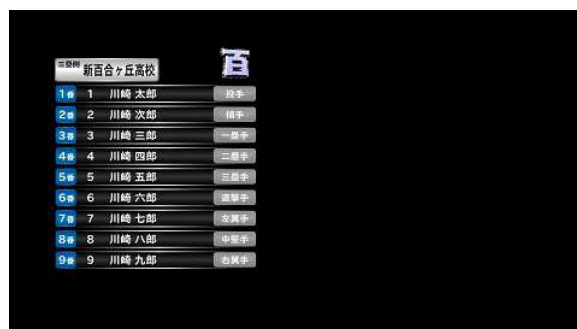 百
三塁側 新百合ヶ丘高校
1番 1 川崎 太郎 投手
2番 2 川崎 次郎 捕手
3番 3 川崎 三郎 一塁手
4番 4 川崎 四郎 二塁手
5番 5 川崎 五郎 三塁手
6番 6 川崎 六郎 遊撃手
7番 7 川崎 七郎 左翼手
8番 8 川崎 八郎 中堅手
9番 9 川崎 九郎 右翼手